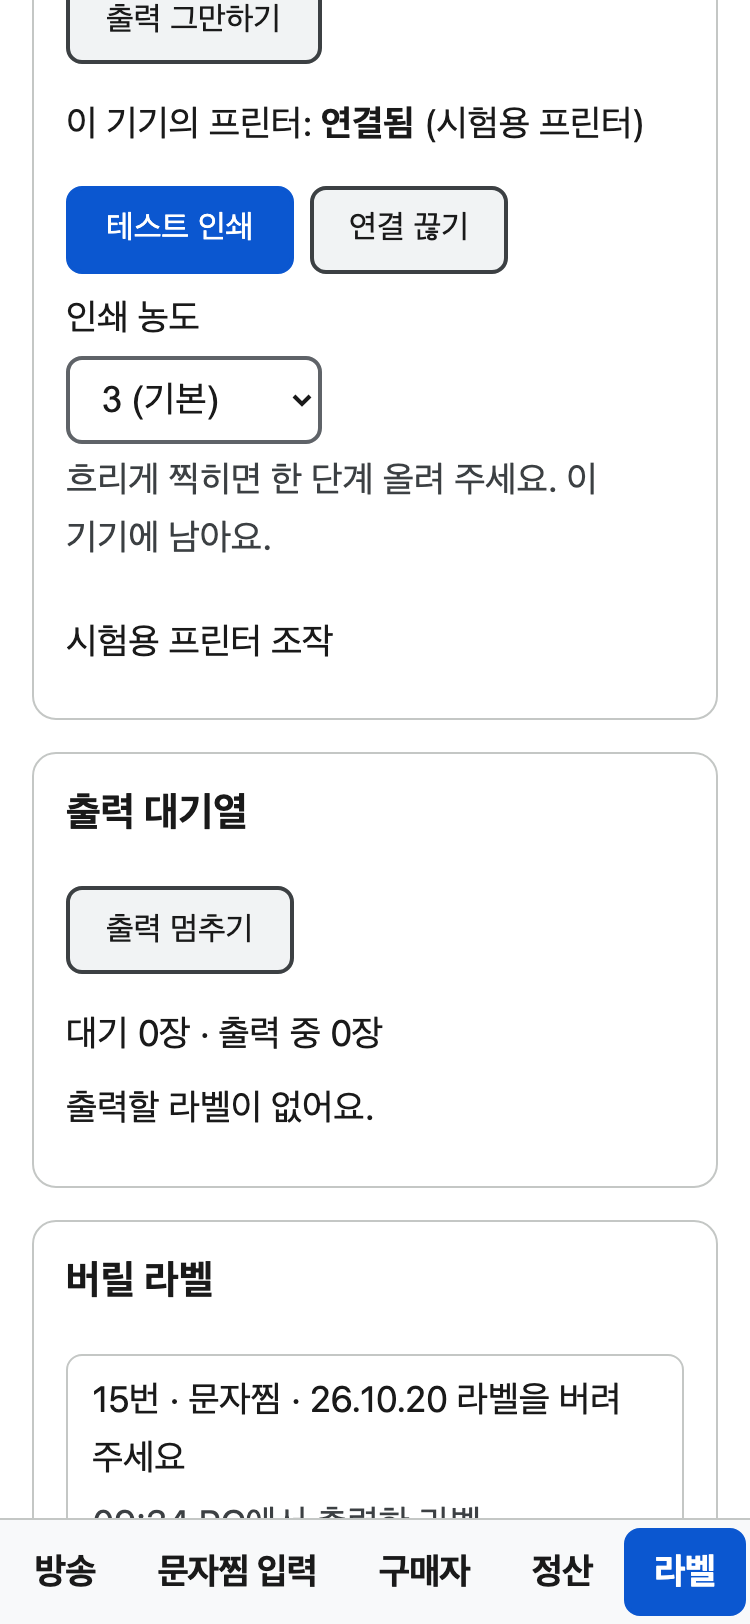 출력 그만하기
이 기기의 프린터: 연결됨 (시험용 프린터)
테스트 인쇄
연결 끊기
인쇄 농도
3 (기본)
흐리게 찍히면 한 단계 올려 주세요. 이
기기에 남아요.
시험용 프린터 조작
출력 대기열
출력 멈추기
대기 0장 · 출력 중 0장
출력할 라벨이 없어요.
버릴 라벨
15번 · 문자찜 · 26.10.20 라벨을 버려
주세요
방송
문자찜 입력
구매자
정산
라벨